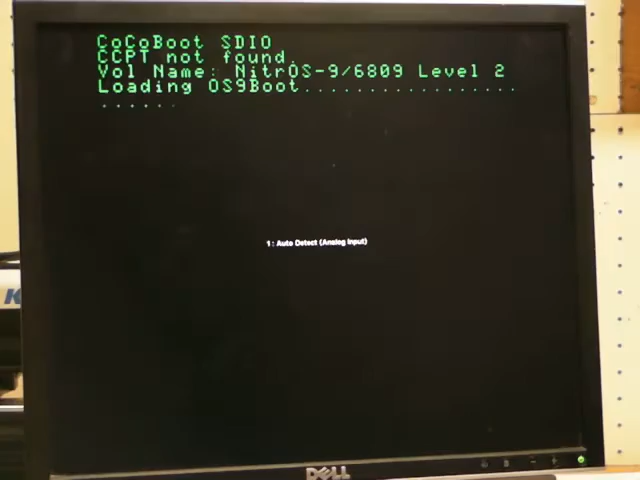 CoCoBoot SDIO
CCPT not found.
Vol Name: NitrOS-9/6809 Level 2
Loading OS9Boot.................
......
1: Auto Detect (Analog Input)
K
DELL